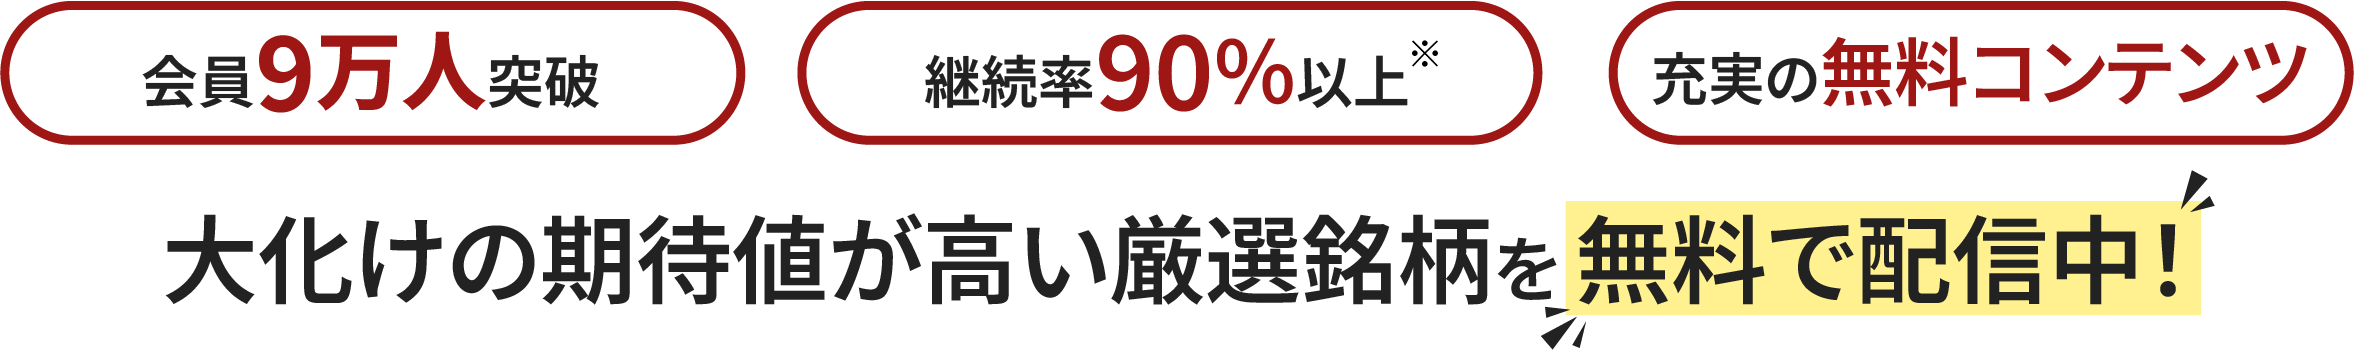 会員9万人突破
継続率90%以上※
充実の無料コンテンツ
大化けの期待値が高い厳選銘柄を無料で配信中!